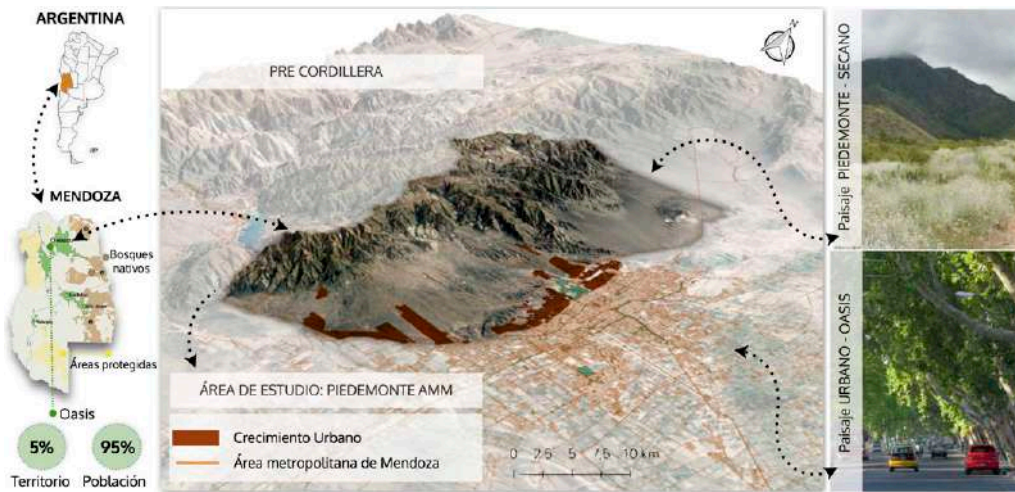 ARGENTINA
MENDOZA
Bosques
nativos
Áreas protegidas
Oasis
5%
95%
Territorio
Población
PRE CORDILLERA
N
ÁREA DE ESTUDIO: PIEDEMONTE AMM
Crecimiento Urbano
Área metropolitana de Mendoza
0 2.5 5 7.5 10 km
Paisaje PIEDEMONTE - SECANO
Paisaje URBANO - OASIS